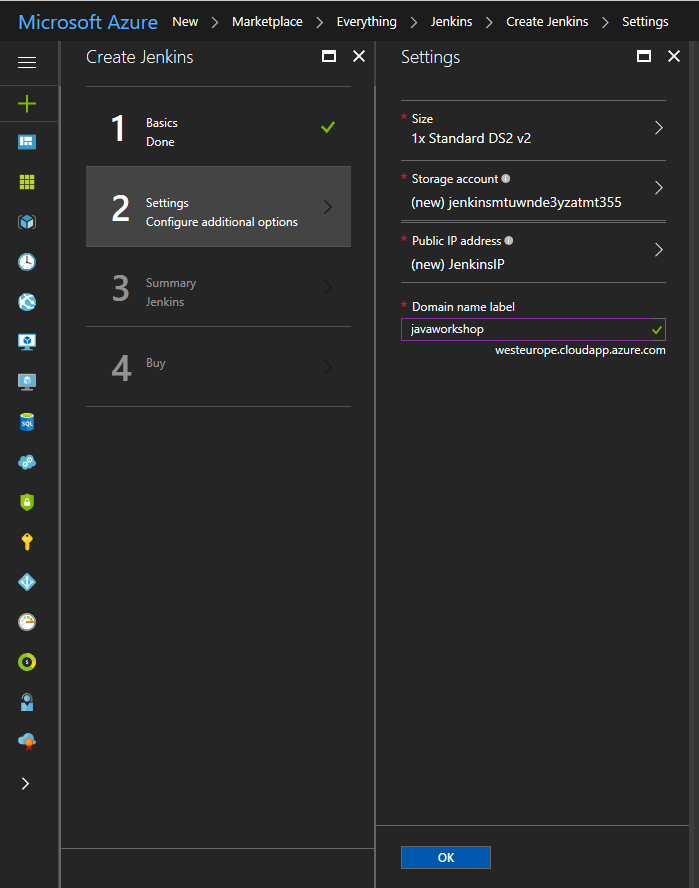 Microsoft Azure New > Marketplace > Everything > Jenkins > Create Jenkins > Settings
Create Jenkins
1
Basics
Done
2
Settings
Configure additional options
3
Summary
Jenkins
4
Buy
SQL
Settings
* Size
1x Standard DS2 v2
* Storage account
(new) jenkinsmtuwnde3yzatmt355
* Public IP address
(new) JenkinsIP
* Domain name label
javaworkshop
westeurope.cloudapp.azure.com
OK